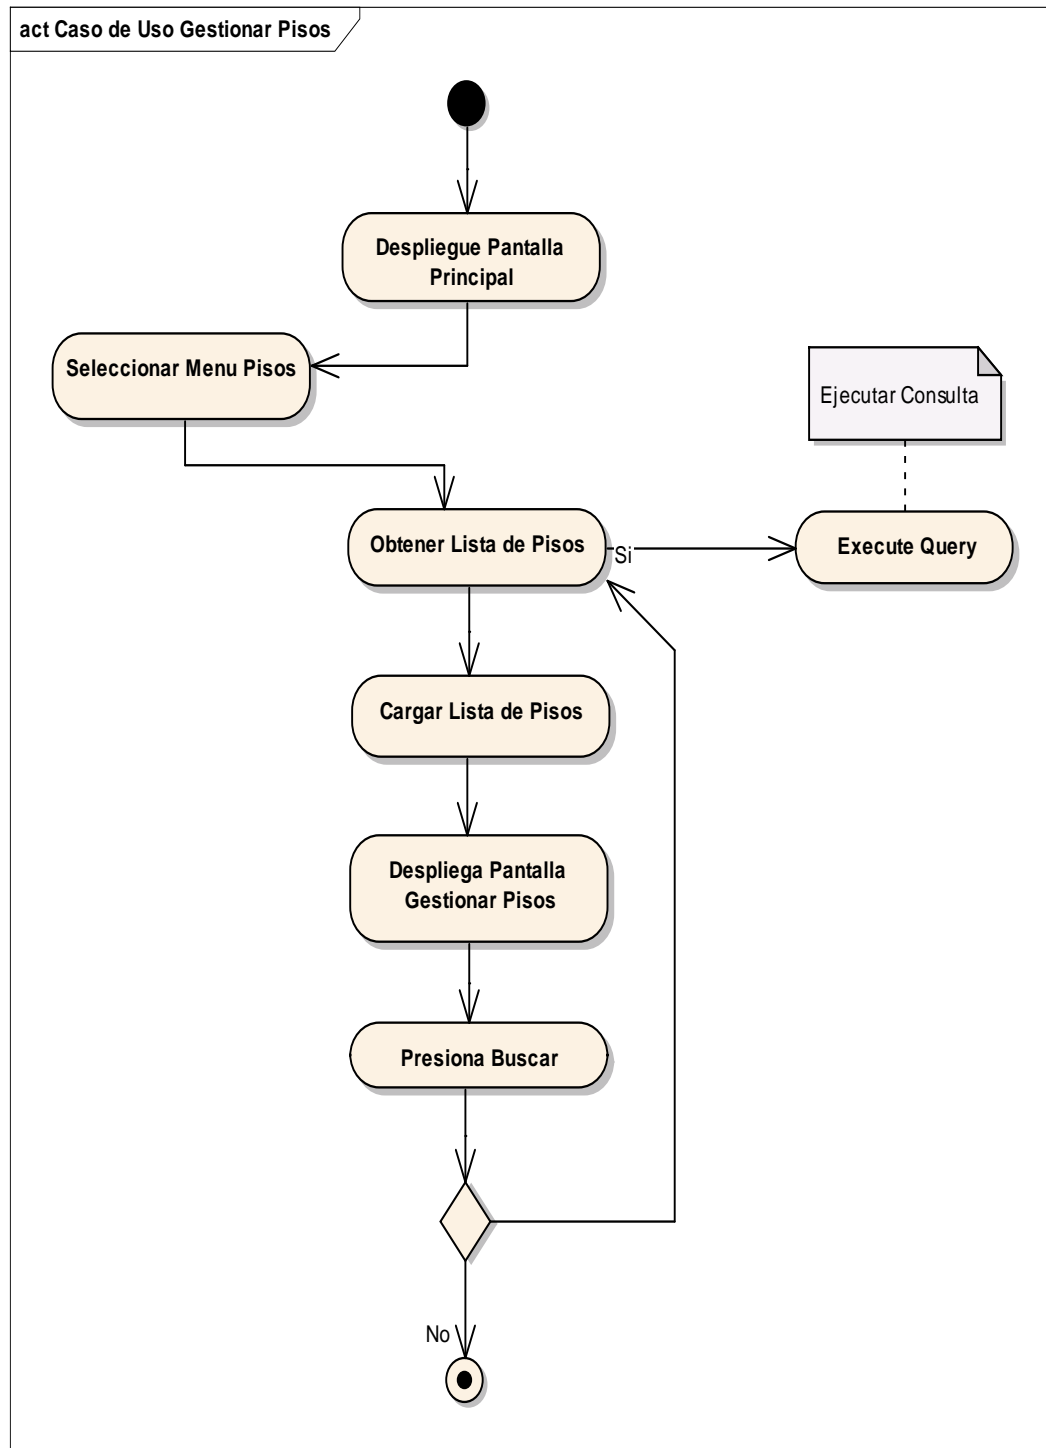 act Caso de Uso Gestionar Pisos
Despliegue Pantalla
Principal
Seleccionar Menu Pisos
Ejecutar Consulta
Obtener Lista de Pisos
Si
Execute Query
Cargar Lista de Pisos
Despliega Pantalla
Gestionar Pisos
Presiona Buscar
No